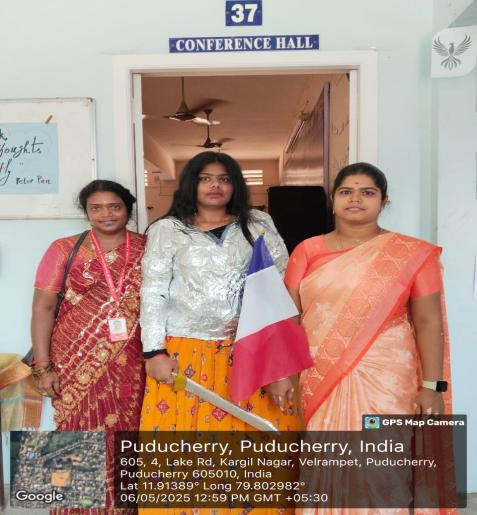 37
CONFERENCE HALL
Thoughts
- Peter Pan
GPS Map Camera
Puducherry, Puducherry, India
605, 4, Lake Rd, Kargil Nagar, Velrampet, Puducherry,
Puducherry 605010, India
Lat 11.91389° Long 79.802982°
06/05/2025 12:59 PM GMT +05:30
Google